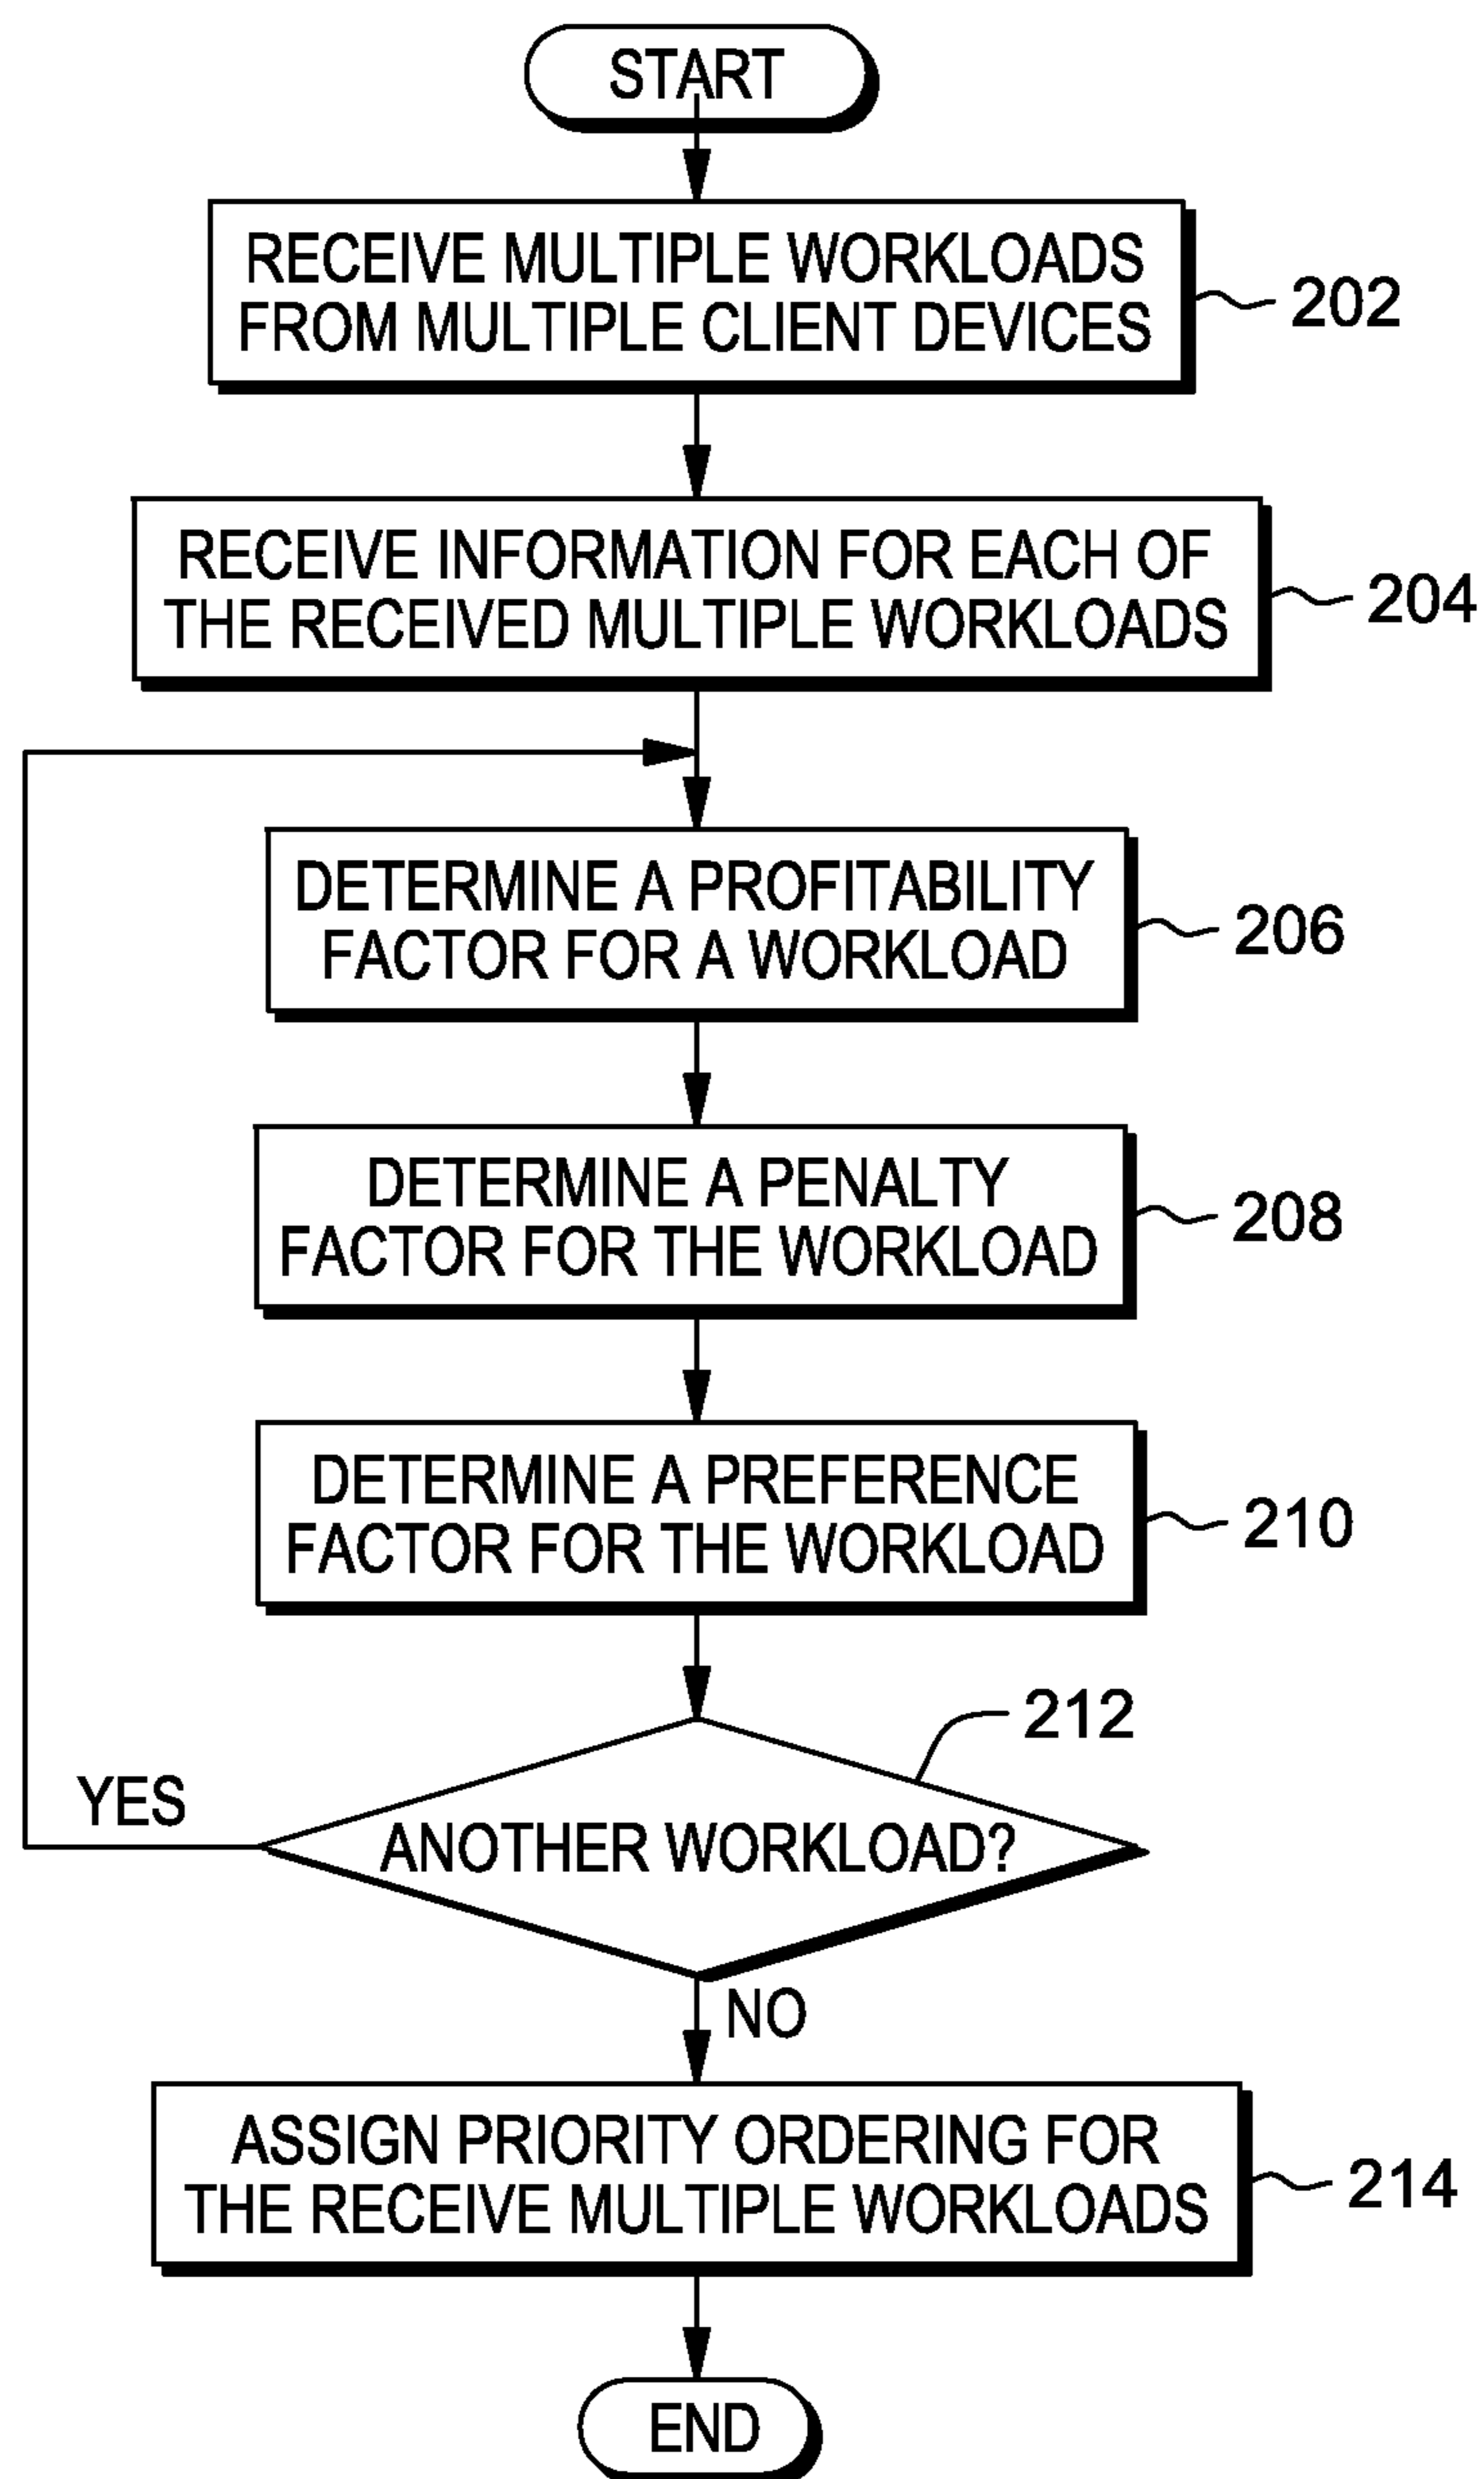 START
RECEIVE MULTIPLE WORKLOADS
FROM MULTIPLE CLIENT DEVICES
202
RECEIVE INFORMATION FOR EACH OF
THE RECEIVED MULTIPLE WORKLOADS
204
DETERMINE A PROFITABILITY
FACTOR FOR A WORKLOAD
206
DETERMINE A PENALTY
FACTOR FOR THE WORKLOAD
208
DETERMINE A PREFERENCE
FACTOR FOR THE WORKLOAD
210
212
YES
ANOTHER WORKLOAD?
NO
ASSIGN PRIORITY ORDERING FOR
THE RECEIVE MULTIPLE WORKLOADS
214
END